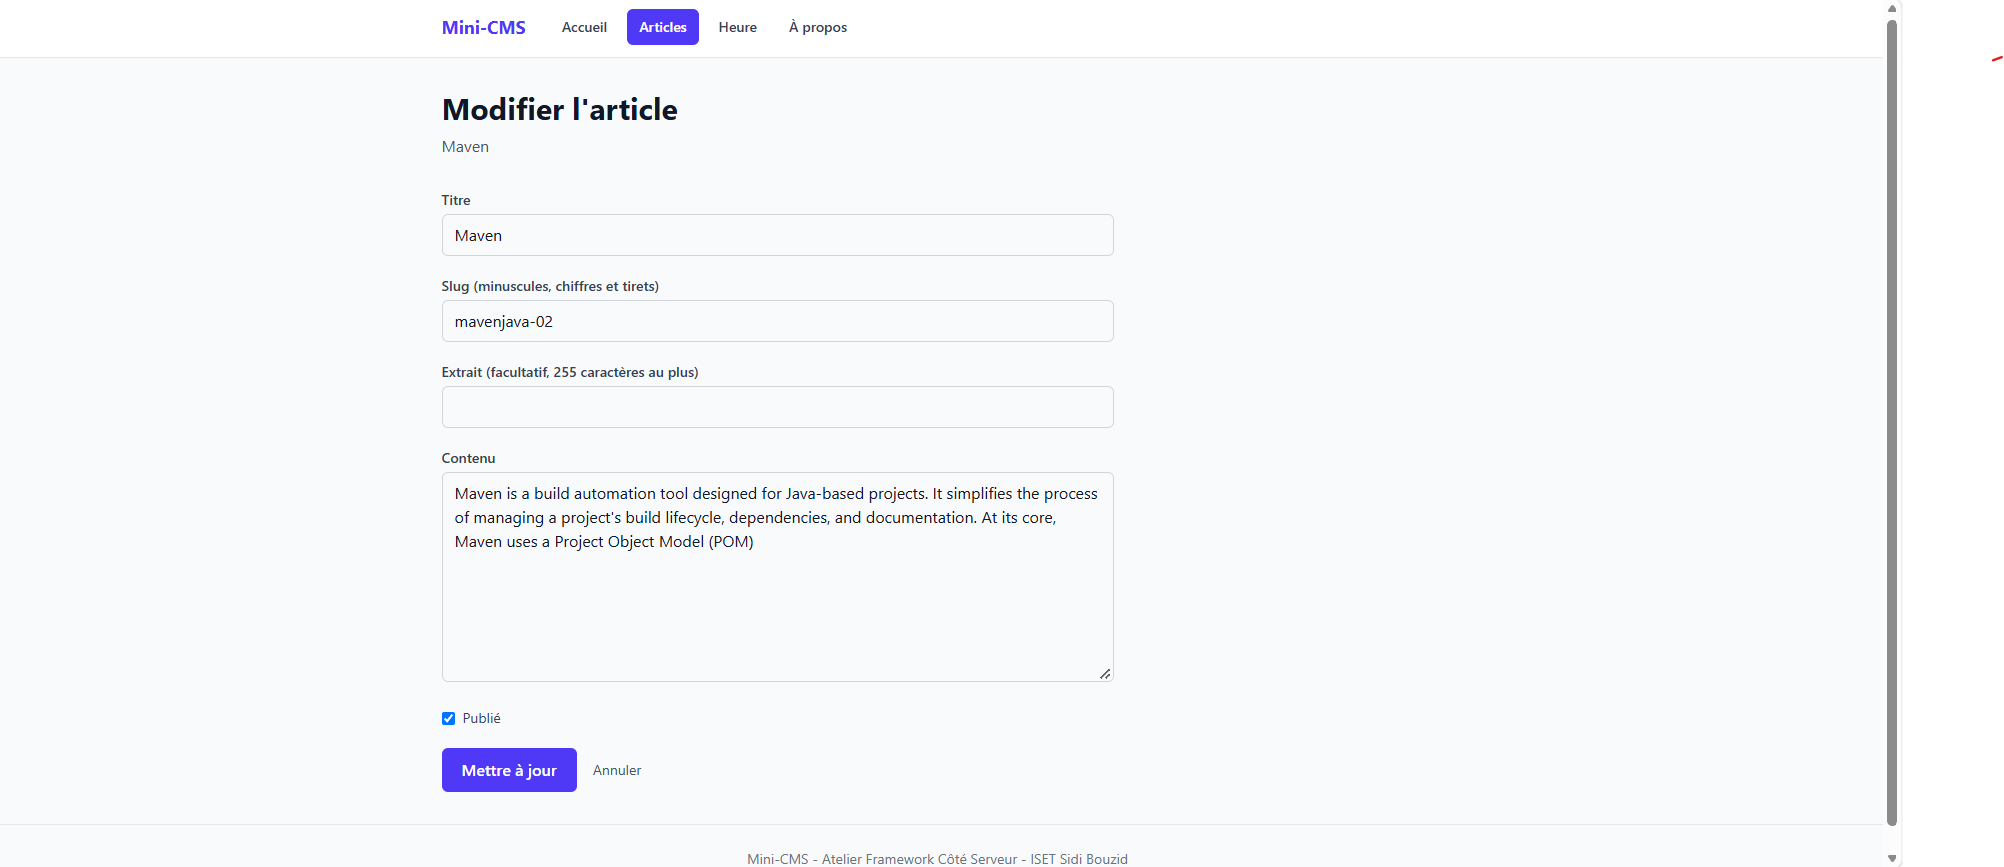 Mini-CMS Accueil Articles Heure À propos
Modifier l'article
Maven
Titre
Maven
Slug (minuscules, chiffres et tirets)
mavenjava-02
Extrait (facultatif, 255 caractères au plus)
Contenu
Maven is a build automation tool designed for Java-based projects. It simplifies the process
of managing a project's build lifecycle, dependencies, and documentation. At its core,
Maven uses a Project Object Model (POM)
Publié
Mettre à jour Annuler
Mini-CMS - Atelier Framework Côté Serveur - ISET Sidi Bouzid